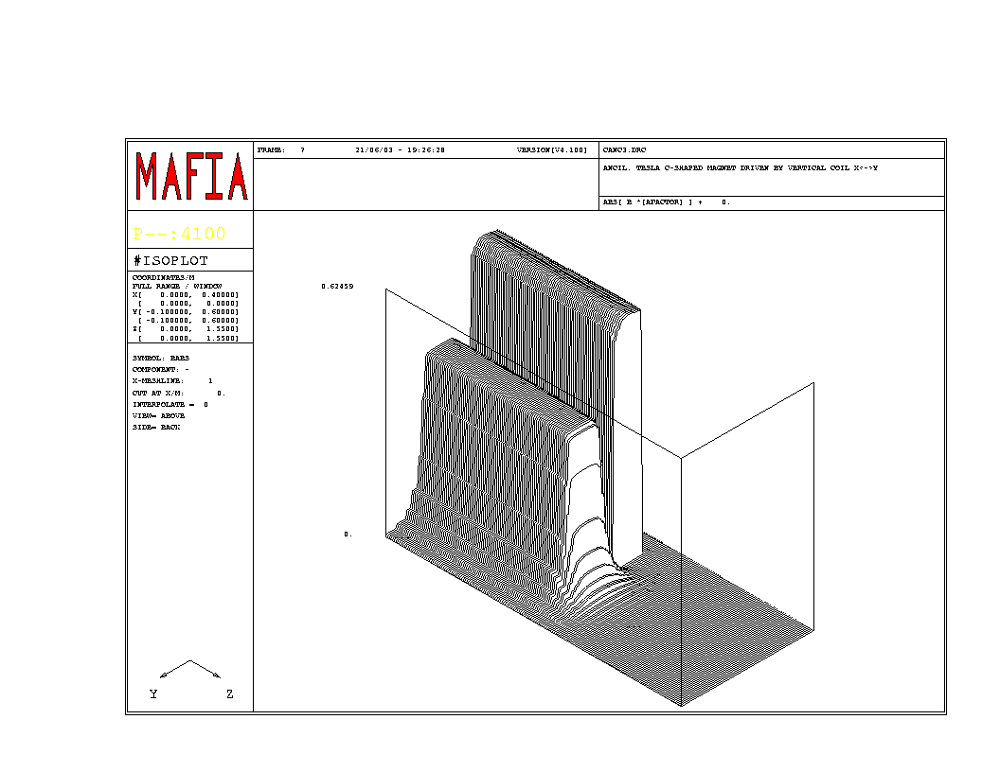 MAFIA
FRAME: 7 21/06/03 - 19:26:28 VERSION[V4.100] CANC3.DRC
ANCIL. TESLA C-SHAPED MAGNET DRIVEN BY VERTICAL COIL X<->Y
ABS[ B *[AFACTOR] ] + 0.
P--:4100
#ISOPLOT
COORDINATES/M
FULL RANGE / WINDOW
X[ 0.0000, 0.40000]
[ 0.0000, 0.0000]
Y[ -0.100000, 0.60000]
[ -0.100000, 0.60000]
Z[ 0.0000, 1.5500]
[ 0.0000, 1.5500]
SYMBOL: BABS
COMPONENT: -
X-MESHLINE: 1
CUT AT X/M: 0.
INTERPOLATE = 0
VIEW= ABOVE
SIDE= BACK
0.62459
0.
Y Z